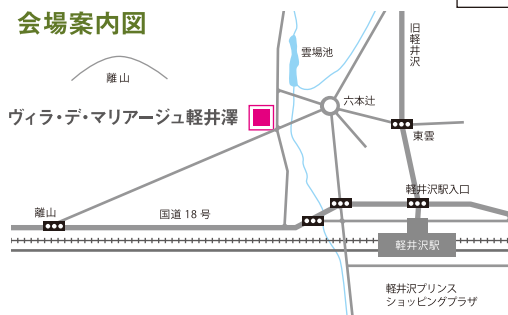 会場案内図
旧軽井沢
雲場池
離山
六本辻
ヴィラ・デ・マリアージュ軽井澤
東雲
軽井沢駅入口
離山
国道18号
軽井沢駅
軽井沢プリンス
ショッピングプラザ